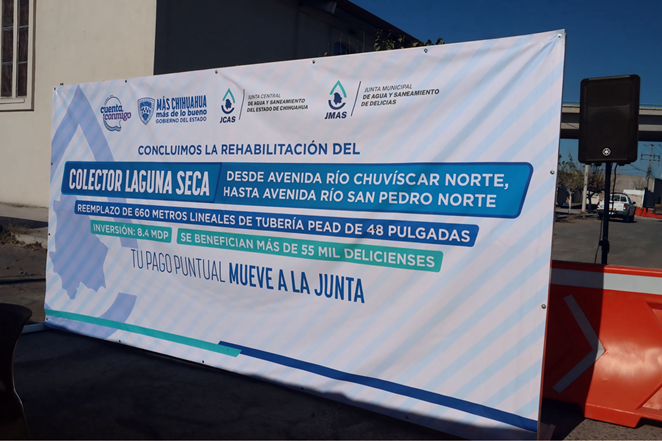 cuenta conmigo
MÁS CHIHUAHUA
más de lo bueno
GOBIERNO DEL ESTADO
JCAS
JUNTA CENTRAL
DE AGUA Y SANEAMIENTO
DEL ESTADO DE CHIHUAHUA
JMAS
JUNTA MUNICIPAL
DE AGUA Y SANEAMIENTO
DE DELICIAS
CONCLUIMOS LA REHABILITACIÓN DEL
COLECTOR LAGUNA SECA
DESDE AVENIDA RÍO CHUVÍSCAR NORTE,
HASTA AVENIDA RÍO SAN PEDRO NORTE
REEMPLAZO DE 660 METROS LINEALES DE TUBERÍA PEAD DE 48 PULGADAS
INVERSIÓN: 8.4 MDP
SE BENEFICIAN MÁS DE 55 MIL DELICIENSES
TU PAGO PUNTUAL MUEVE A LA JUNTA